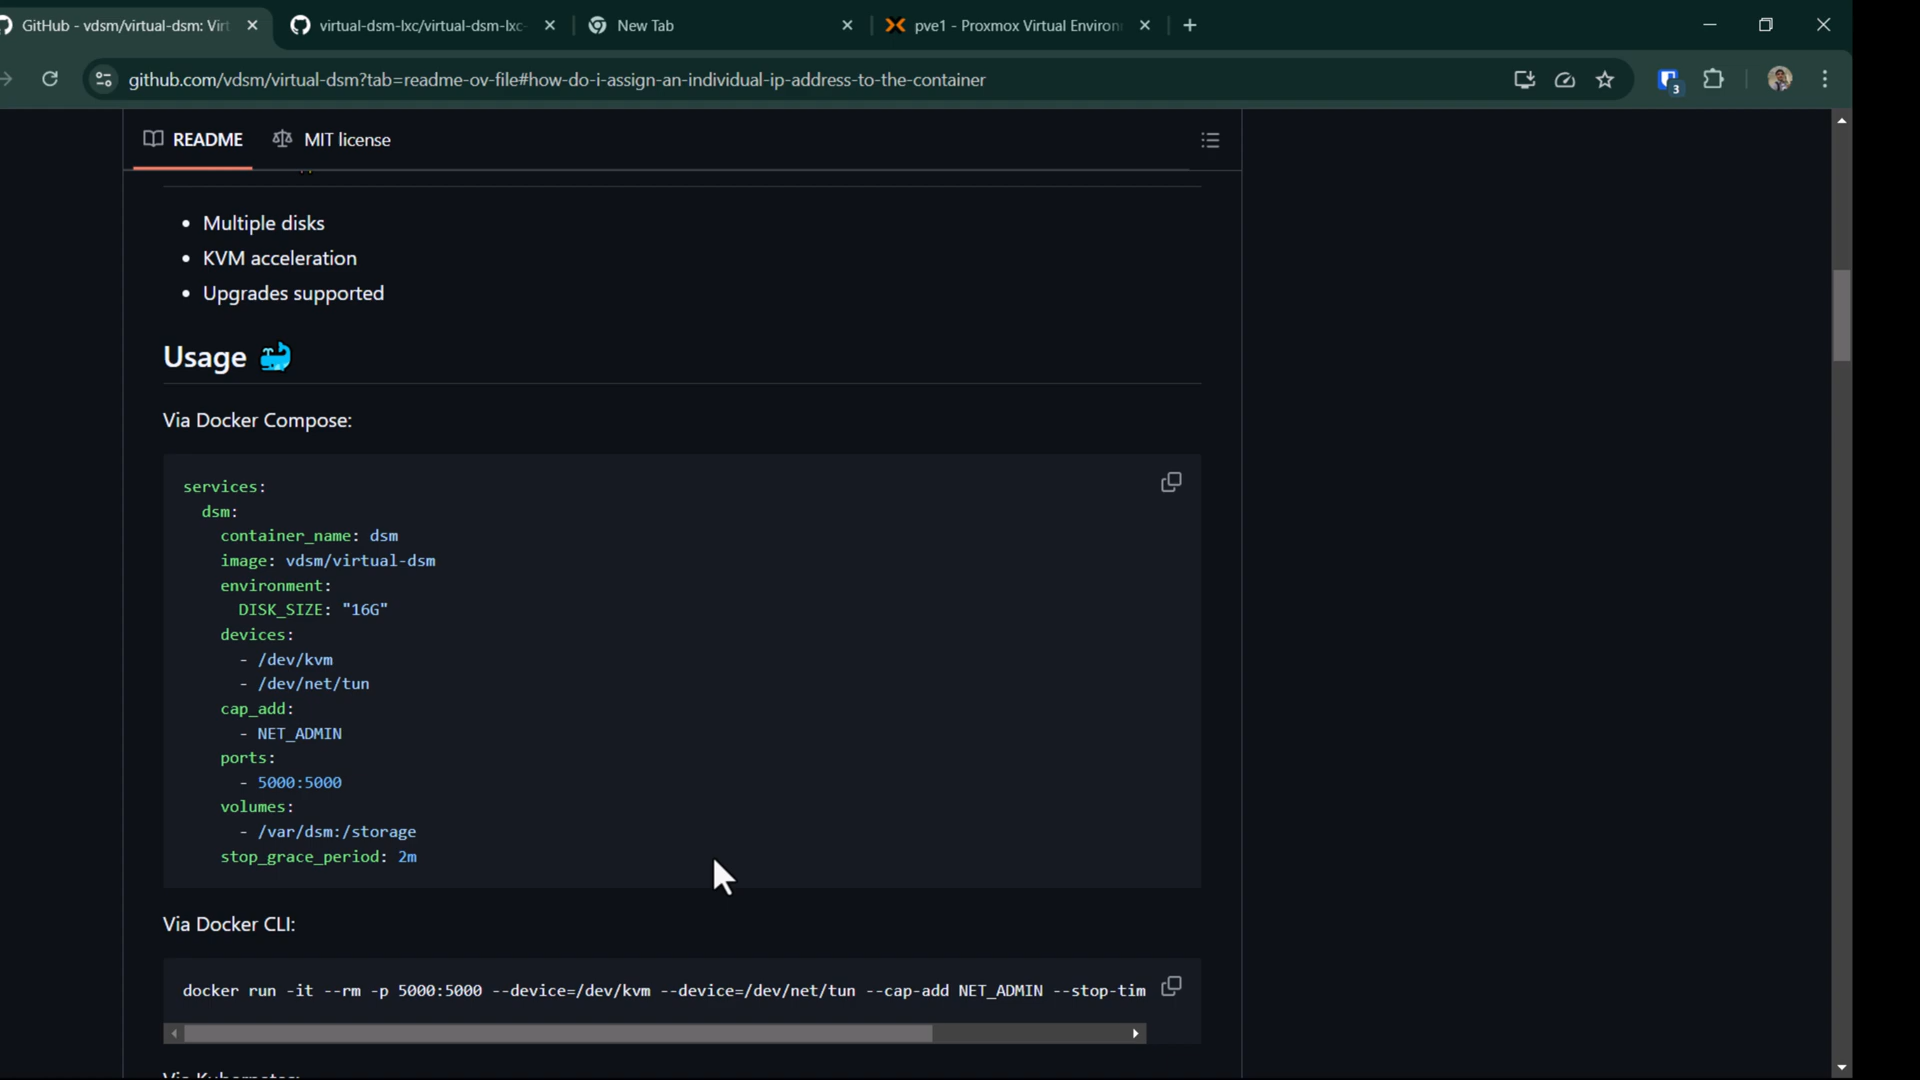 GitHub - vdsm/virtual-dsm: Virt
virtual-dsm-lxc/virtual-dsm-lxc-
New Tab
pve1 - Proxmox Virtual Environ
github.com/vdsm/virtual-dsm?tab=readme-ov-file#how-do-i-assign-an-individual-ip-address-to-the-container
3
README
MIT license
• Multiple disks
• KVM acceleration
• Upgrades supported
Usage 🐳
Via Docker Compose:
services:
  dsm:
    container_name: dsm
    image: vdsm/virtual-dsm
    environment:
      DISK_SIZE: "16G"
    devices:
      - /dev/kvm
      - /dev/net/tun
    cap_add:
      - NET_ADMIN
    ports:
      - 5000:5000
    volumes:
      - /var/dsm:/storage
    stop_grace_period: 2m
Via Docker CLI:
docker run -it --rm -p 5000:5000 --device=/dev/kvm --device=/dev/net/tun --cap-add NET_ADMIN --stop-tim
Via Kubernetes: